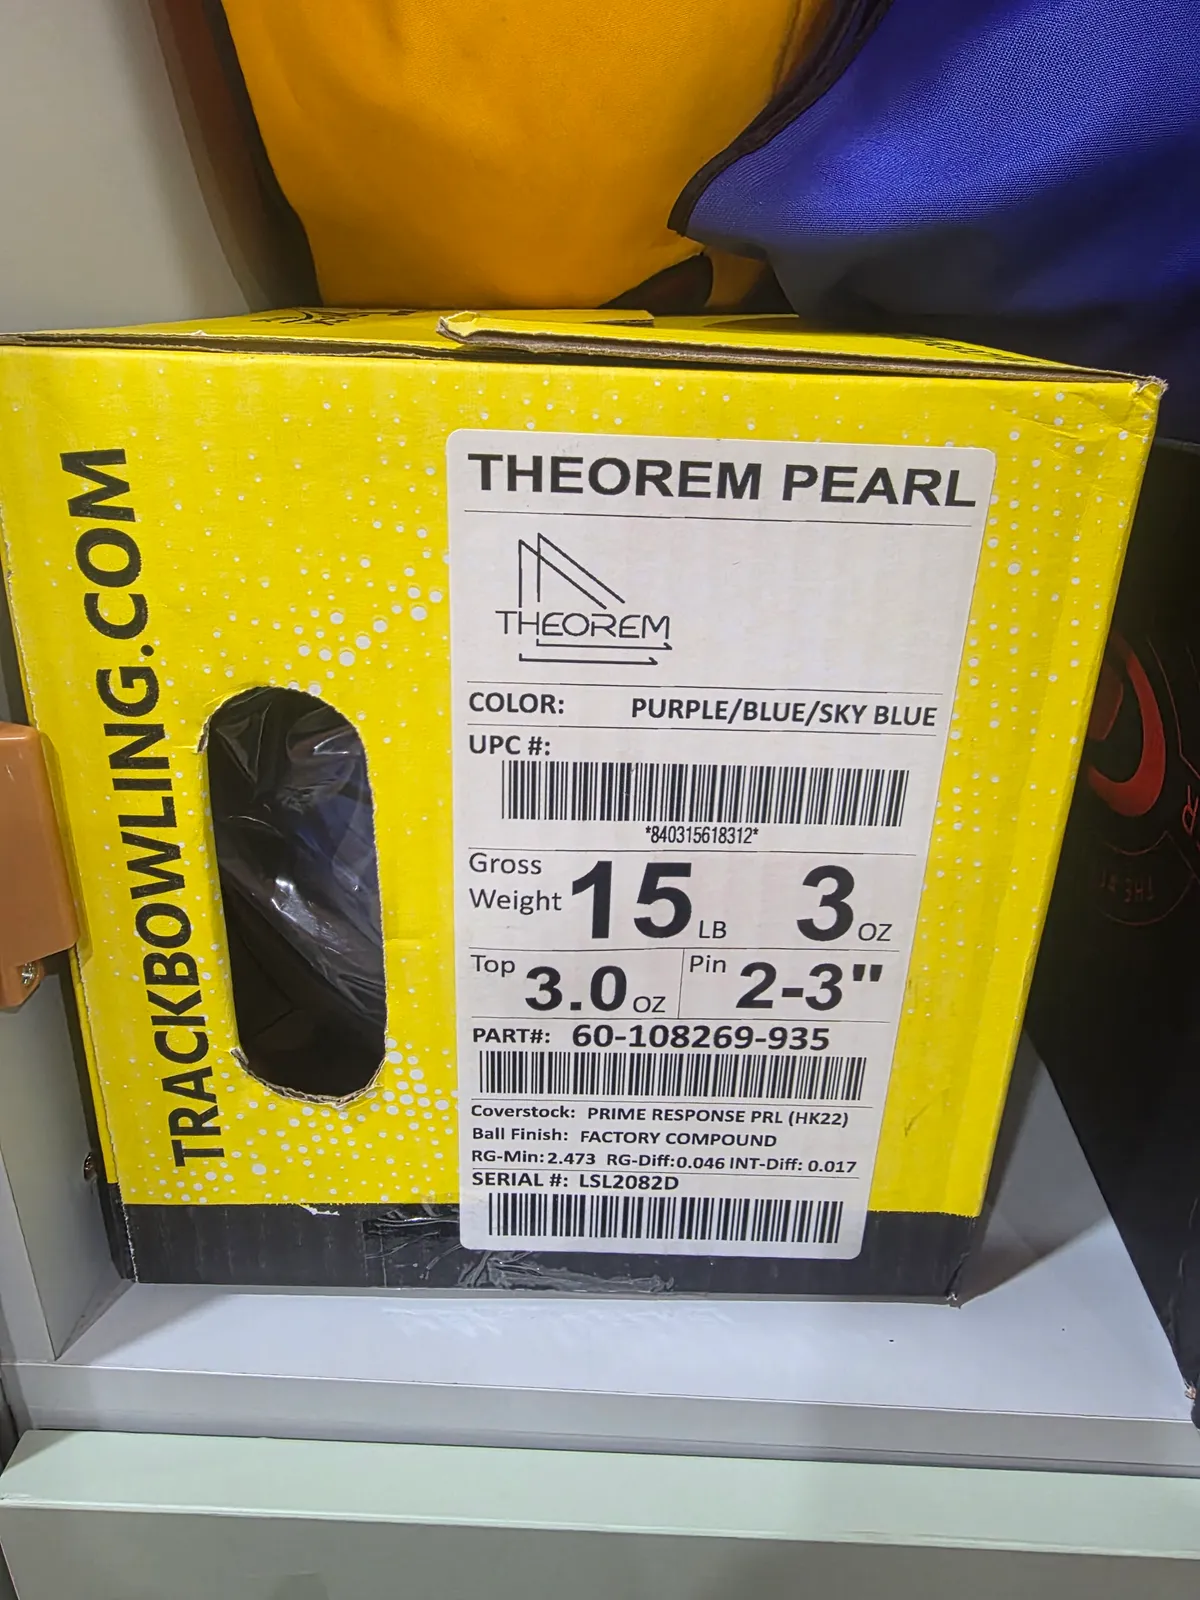 TRACKBOWLING.COM
THEOREM PEARL
THEOREM
COLOR: PURPLE/BLUE/SKY BLUE
UPC #:
*840315618312*
Gross Weight 15 LB 3 OZ
Top 3.0 OZ Pin 2-3"
PART#: 60-108269-935
Coverstock: PRIME RESPONSE PRL (HK22)
Ball Finish: FACTORY COMPOUND
RG-Min: 2.473 RG-Diff: 0.046 INT-Diff: 0.017
SERIAL #: LSL2082D